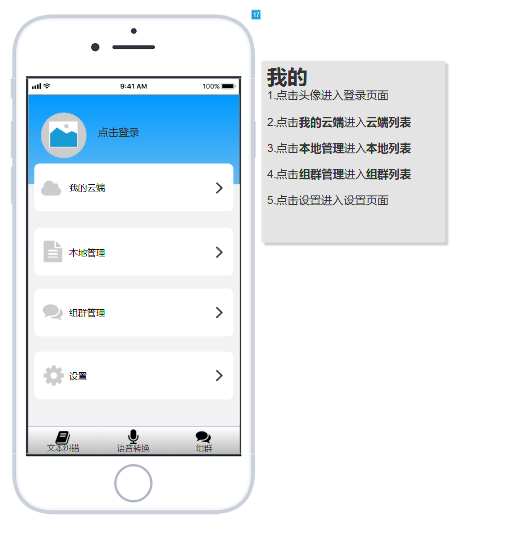 17
9:41 AM
100%
点击登录
我的云端
本地管理
组群管理
设置
文本纠错
语音转换
组群
我的
1.点击头像进入登录页面
2.点击我的云端进入云端列表
3.点击本地管理进入本地列表
4.点击组群管理进入组群列表
5.点击设置进入设置页面